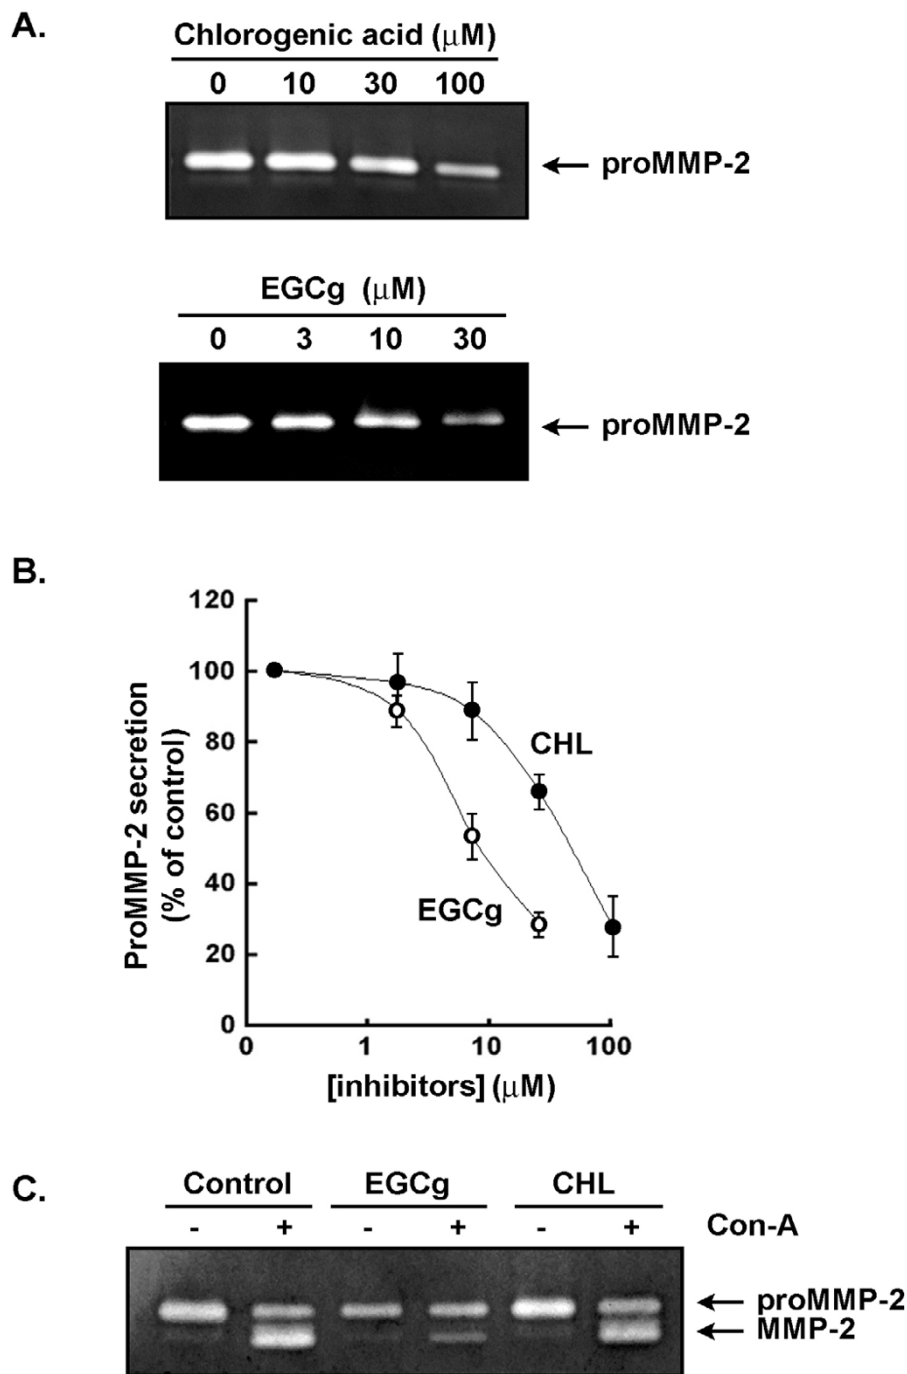 A.
Chlorogenic acid (μM)
0 10 30 100
proMMP-2
EGCg (μM)
0 3 10 30
proMMP-2
B.
120
100
80
60
40
20
0
ProMMP-2 secretion
(% of control)
CHL
EGCg
0 1 10 100
[inhibitors] (μM)
C.
Control EGCg CHL
- + - + - + Con-A
proMMP-2
MMP-2